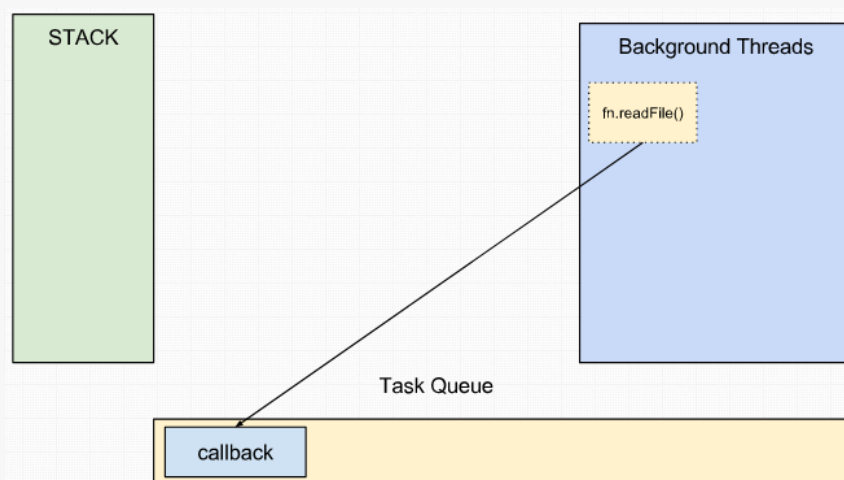 STACK
Background Threads
fn.readFile()
Task Queue
callback